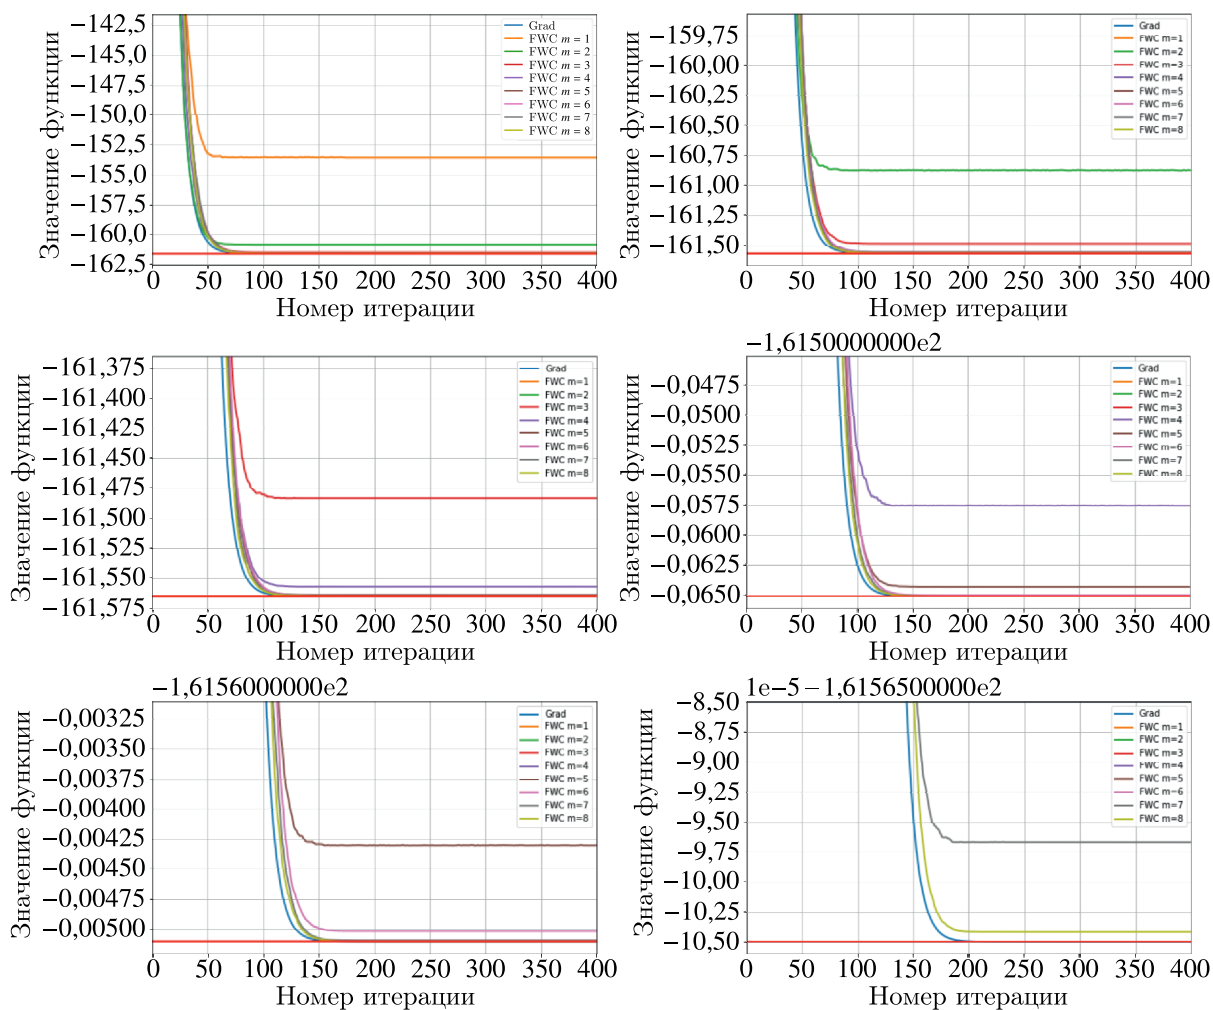 Значение функции
−142,5
−145,0
−147,5
−150,0
−152,5
−155,0
−157,5
−160,0
−162,5
0 50 100 150 200 250 300 350 400
Номер итерации
Grad
FWC m = 1
FWC m = 2
FWC m = 3
FWC m = 4
FWC m = 5
FWC m = 6
FWC m = 7
FWC m = 8
Значение функции
−159,75
−160,00
−160,25
−160,50
−160,75
−161,00
−161,25
−161,50
0 50 100 150 200 250 300 350 400
Номер итерации
Grad
FWC m=1
FWC m=2
FWC m=3
FWC m=4
FWC m=5
FWC m=6
FWC m=7
FWC m=8
Значение функции
−161,375
−161,400
−161,425
−161,450
−161,475
−161,500
−161,525
−161,550
−161,575
0 50 100 150 200 250 300 350 400
Номер итерации
Grad
FWC m=1
FWC m=2
FWC m=3
FWC m=4
FWC m=5
FWC m=6
FWC m=7
FWC m=8
−1,6150000000e2
Значение функции
−0,0475
−0,0500
−0,0525
−0,0550
−0,0575
−0,0600
−0,0625
−0,0650
0 50 100 150 200 250 300 350 400
Номер итерации
Grad
FWC m=1
FWC m=2
FWC m=3
FWC m=4
FWC m=5
FWC m=6
FWC m=7
FWC m=8
−1,6156000000e2
Значение функции
−0,00325
−0,00350
−0,00375
−0,00400
−0,00425
−0,00450
−0,00475
−0,00500
0 50 100 150 200 250 300 350 400
Номер итерации
Grad
FWC m=1
FWC m=2
FWC m=3
FWC m=4
FWC m=5
FWC m=6
FWC m=7
FWC m=8
1e-5−1,6156500000e2
Значение функции
−8,50
−8,75
−9,00
−9,25
−9,50
−9,75
−10,00
−10,25
−10,50
0 50 100 150 200 250 300 350 400
Номер итерации
Grad
FWC m=1
FWC m=2
FWC m=3
FWC m=4
FWC m=5
FWC m=6
FWC m=7
FWC m=8